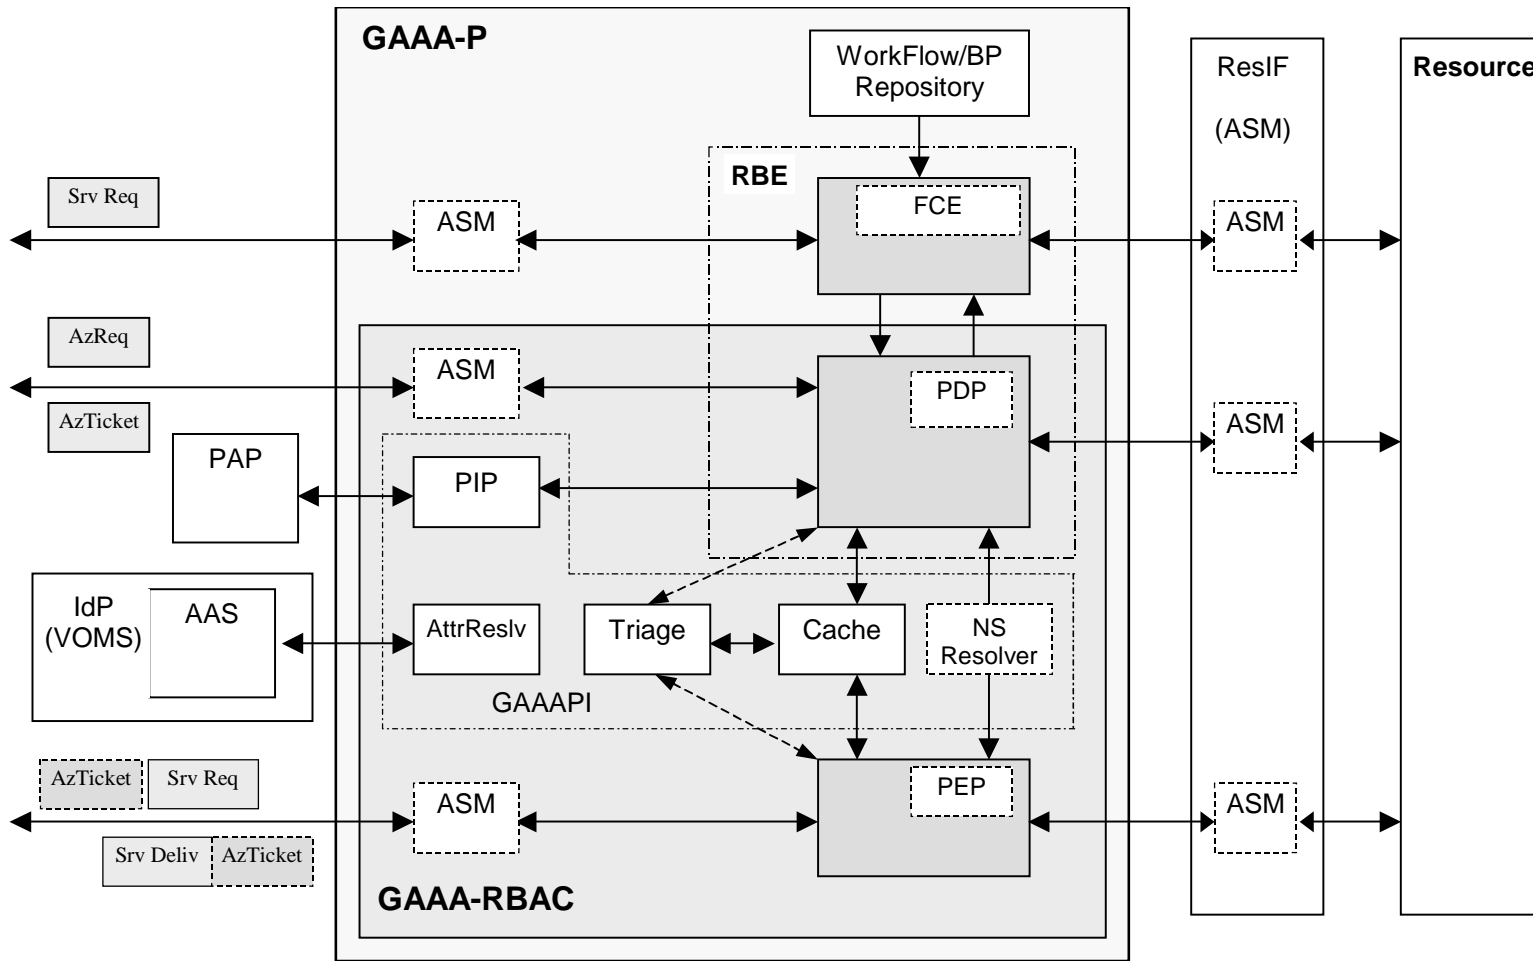 GAAA-P
WorkFlow/BP
Repository
ResIF
(ASM)
Resource
RBE
Srv Req
ASM
FCE
ASM
AzReq
ASM
PDP
ASM
AzTicket
PAP
PIP
IdP
(VOMS)
AAS
AttrReslv
Triage
Cache
NS
Resolver
GAAAPI
AzTicket
Srv Req
ASM
PEP
ASM
Srv Deliv
AzTicket
GAAA-RBAC